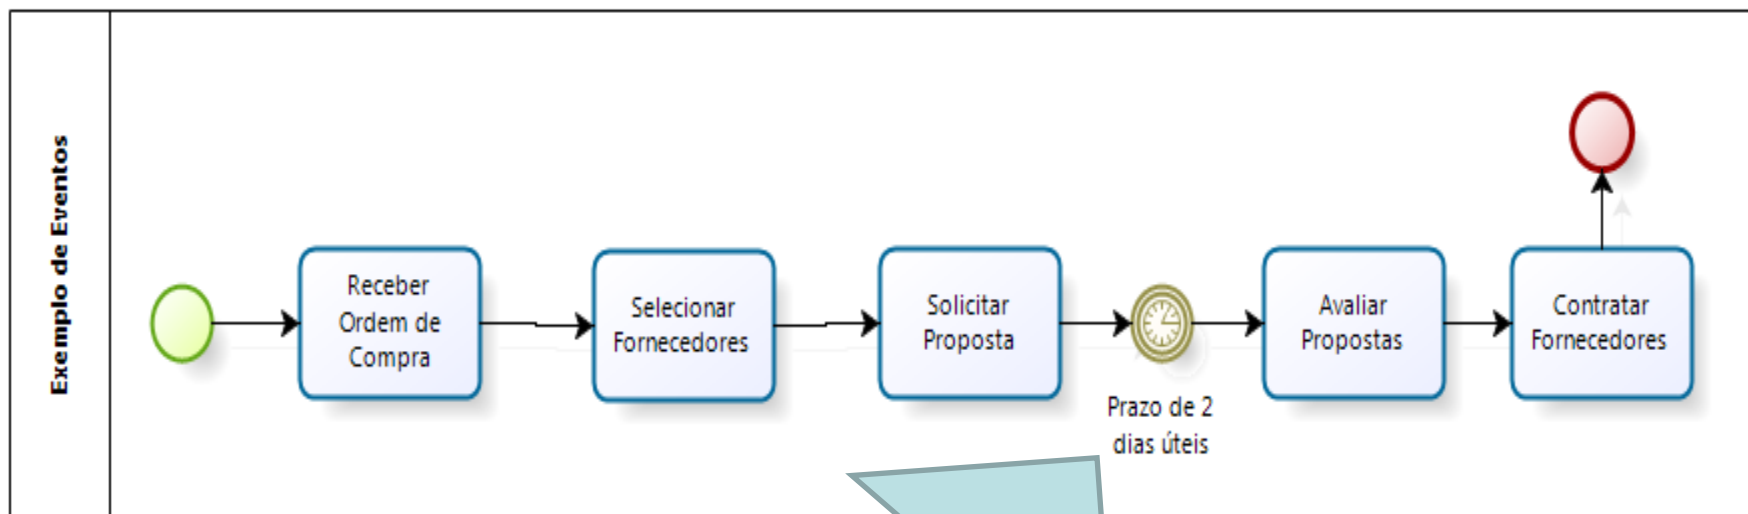 Exemplo de Eventos
Receber
Ordem de
Compra
Selecionar
Fornecedores
Solicitar
Proposta
Prazo de 2
dias úteis
Avaliar
Propostas
Contratar
Fornecedores